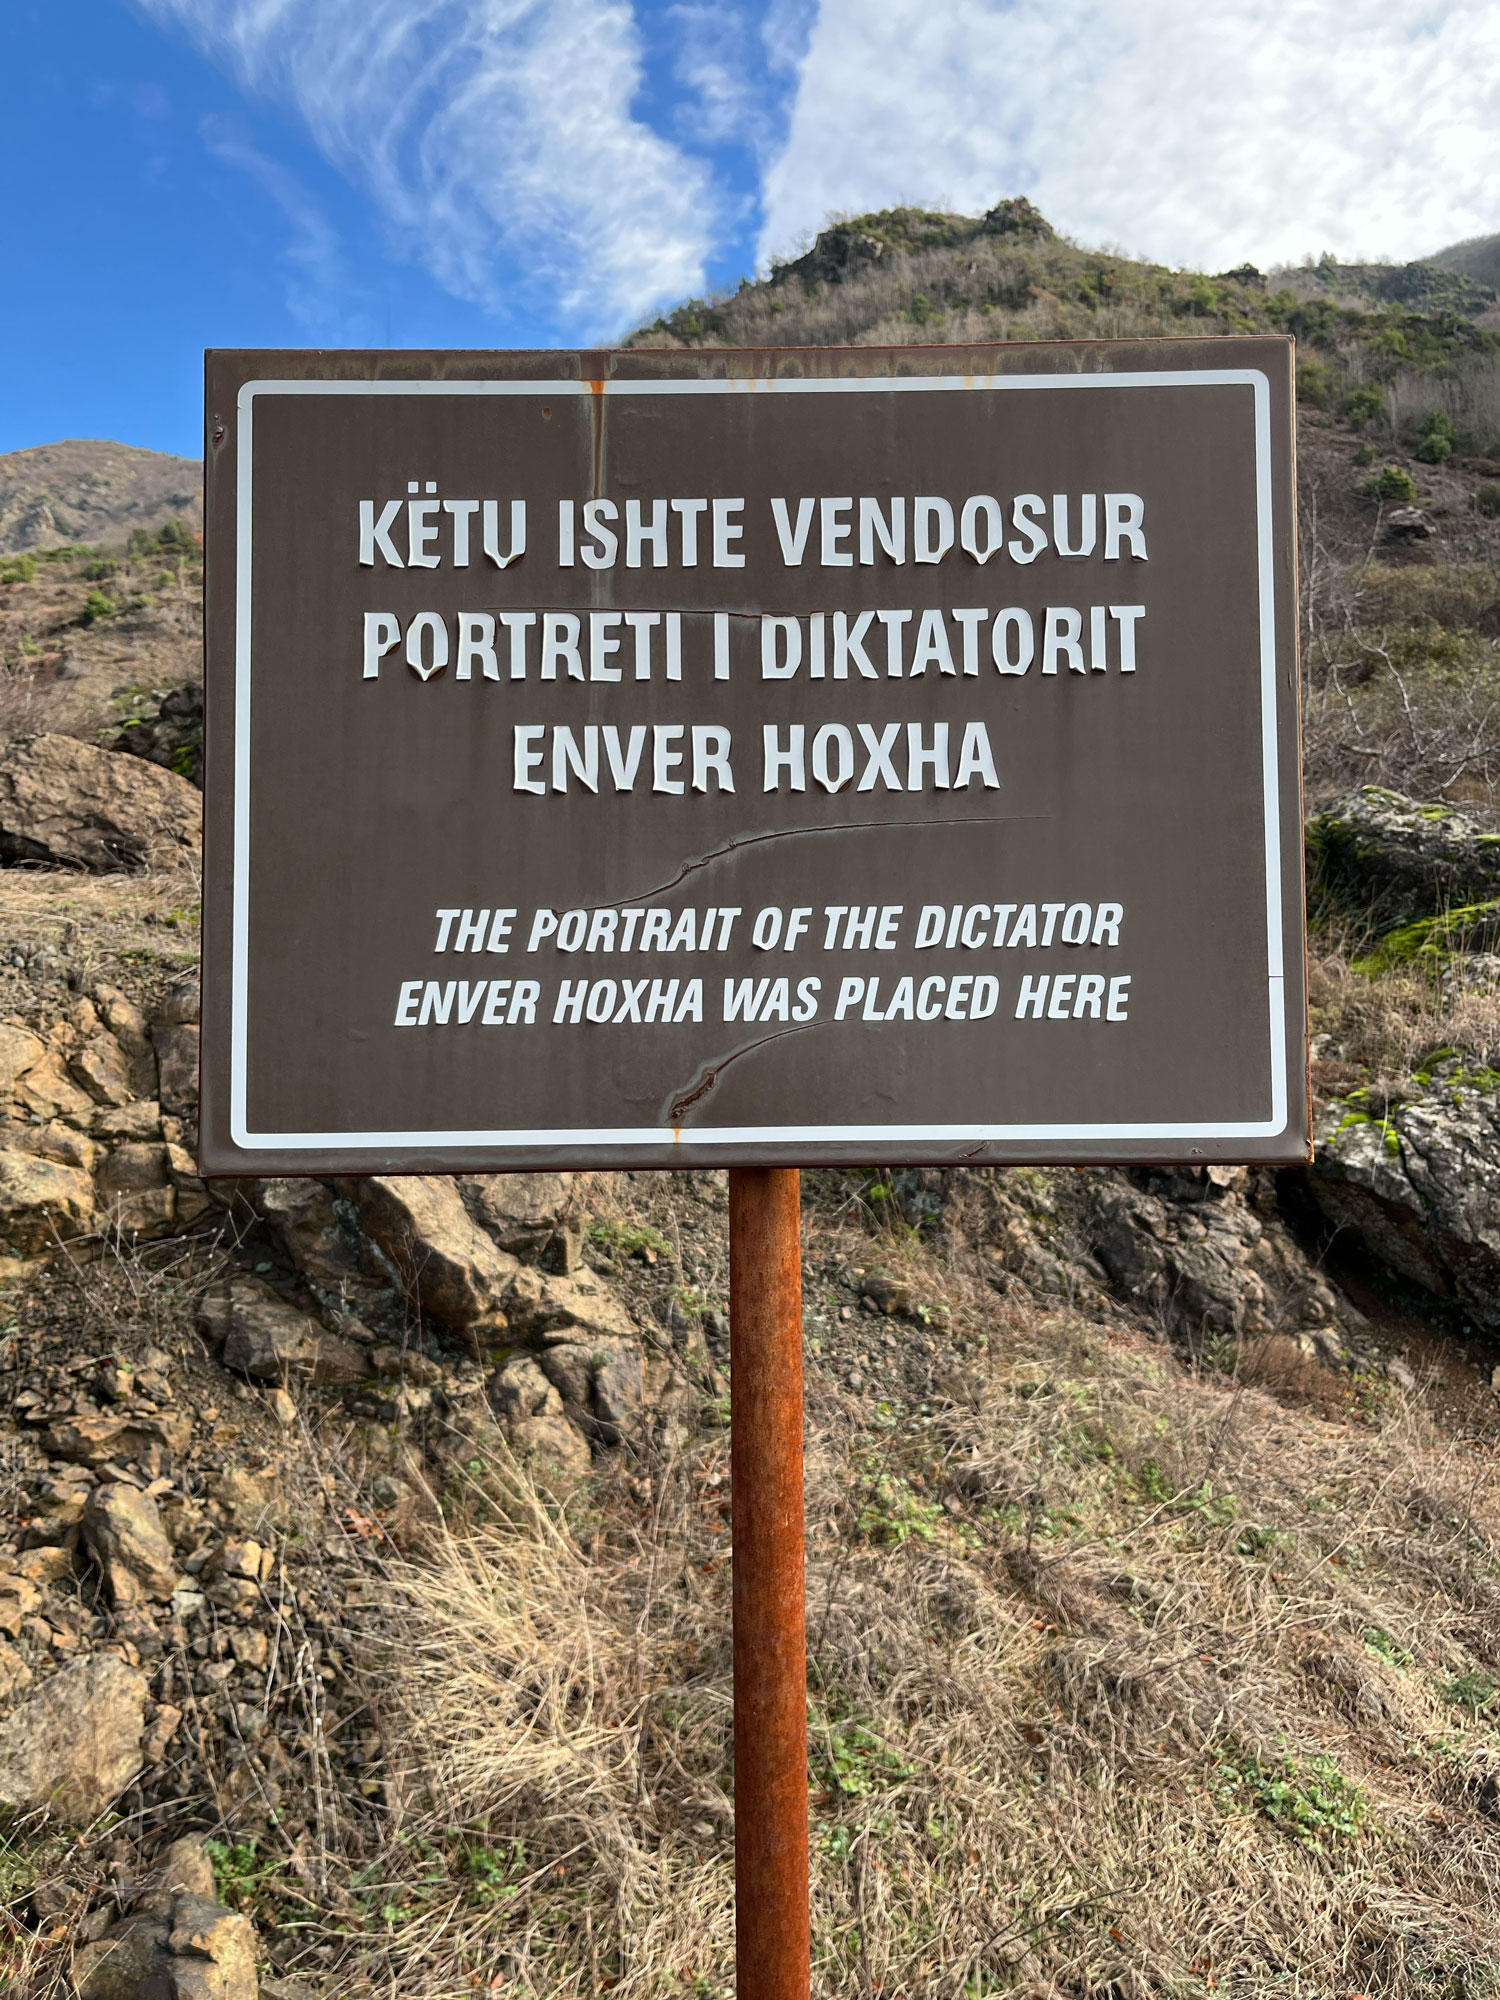 KËTU ISHTE VENDOSUR
PORTRETI I DIKTATORIT
ENVER HOXHA
THE PORTRAIT OF THE DICTATOR
ENVER HOXHA WAS PLACED HERE